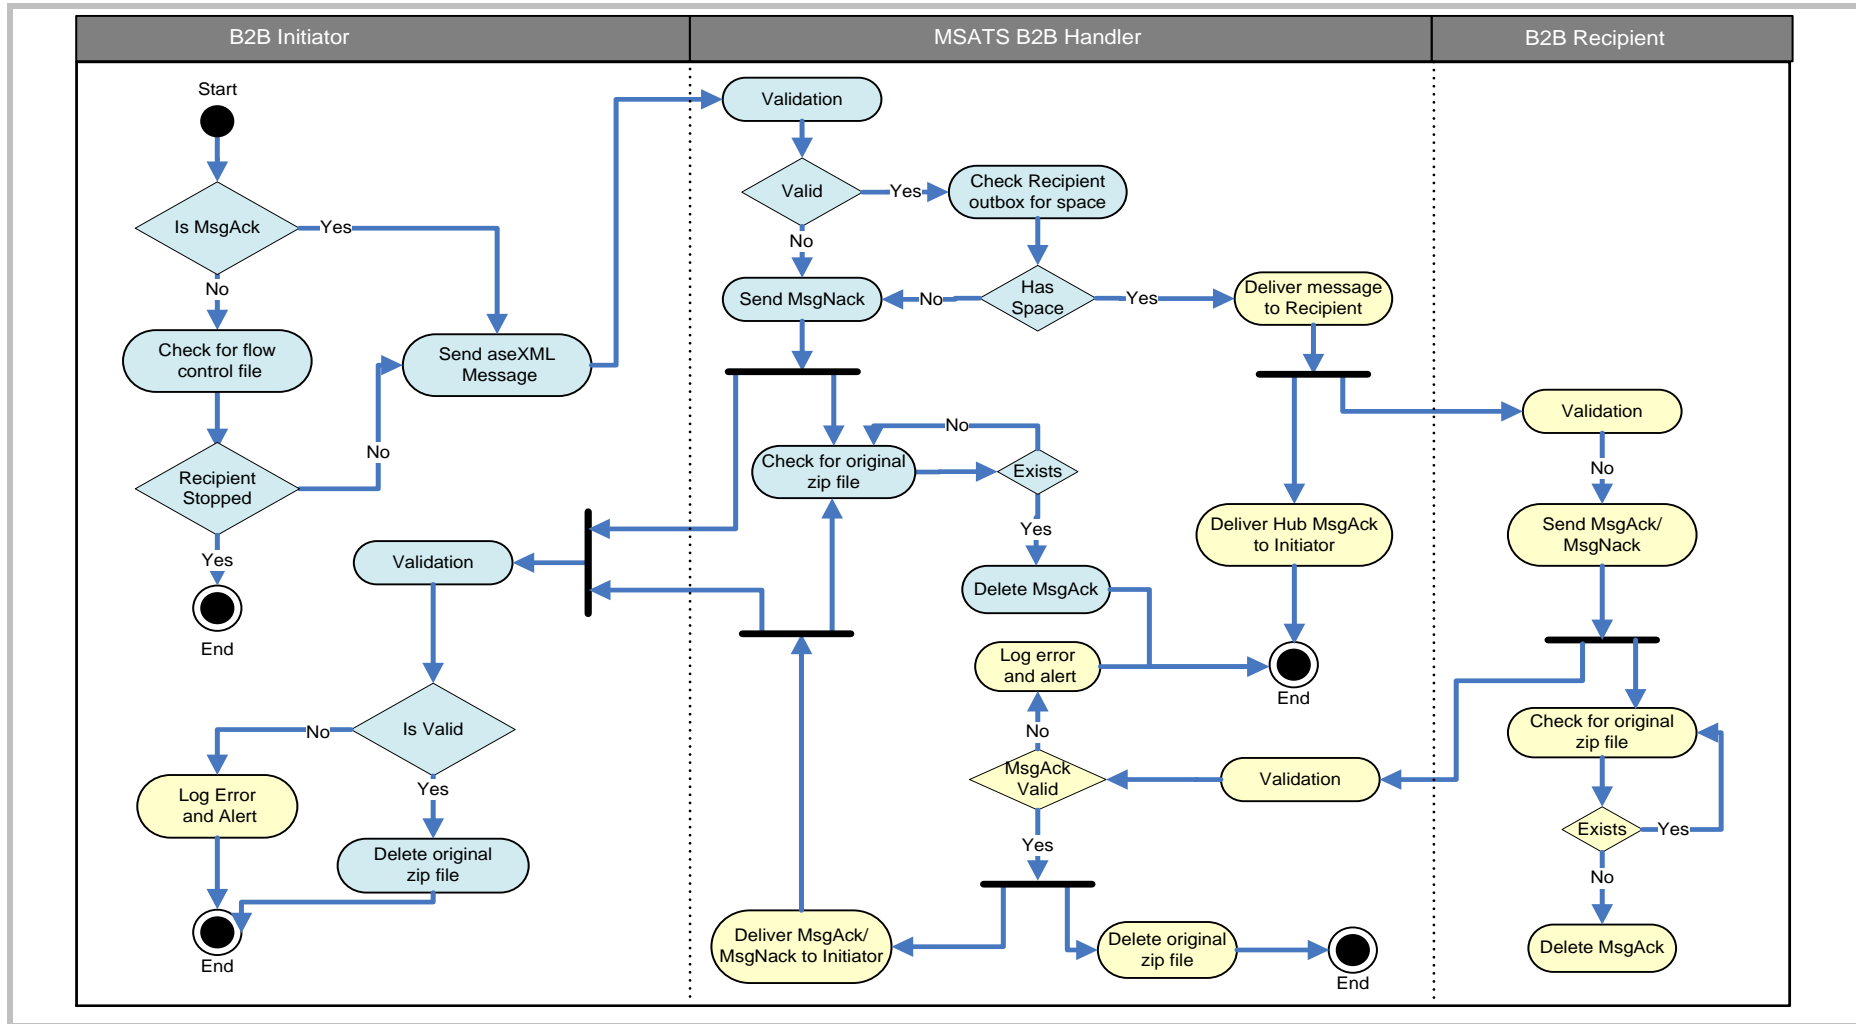 B2B Initiator
MSATS B2B Handler
B2B Recipient
Start
Is MsgAck
Yes
No
Check for flow
control file
Recipient
Stopped
No
Yes
End
Send aseXML
Message
Validation
Is Valid
No
Yes
Log Error
and Alert
Delete original
zip file
End
Validation
Valid
Yes
No
Check Recipient
outbox for space
Send MsgNack
No
Has
Space
Yes
Deliver message
to Recipient
No
Check for original
zip file
Exists
Yes
Delete MsgAck
Deliver Hub MsgAck
to Initiator
Log error
and alert
End
No
MsgAck
Valid
Validation
Yes
Deliver MsgAck/
MsgNack to Initiator
Delete original
zip file
End
Validation
No
Send MsgAck/
MsgNack
Check for original
zip file
Exists
Yes
No
Delete MsgAck